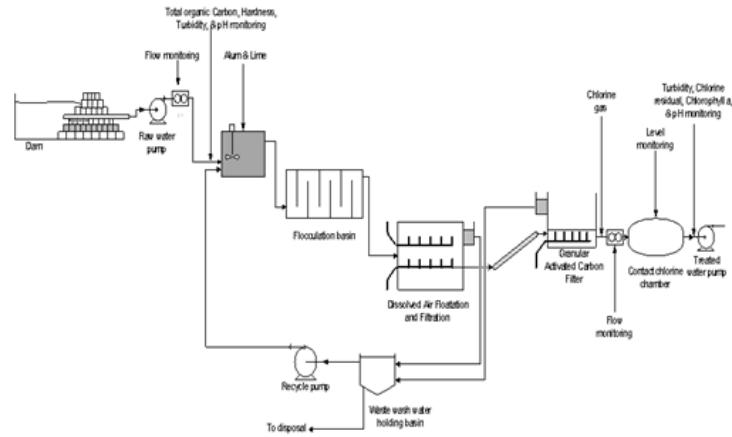 Total organic Carbon, Hardness,
Turbidity, & pH monitoring
Flow monitoring
Alum & Lime
Dam
Raw water
pump
Flocculation basin
Dissolved Air Floatation
and Filtration
Chlorine
gas
Turbidity, Chlorine
residual, Chlorophyll a,
& pH monitoring
Level
monitoring
Granular
Activated Carbon
Filter
Contact chlorine
chamber
Treated
water pump
Flow
monitoring
Recycle pump
Waste wash water
holding basin
To disposal